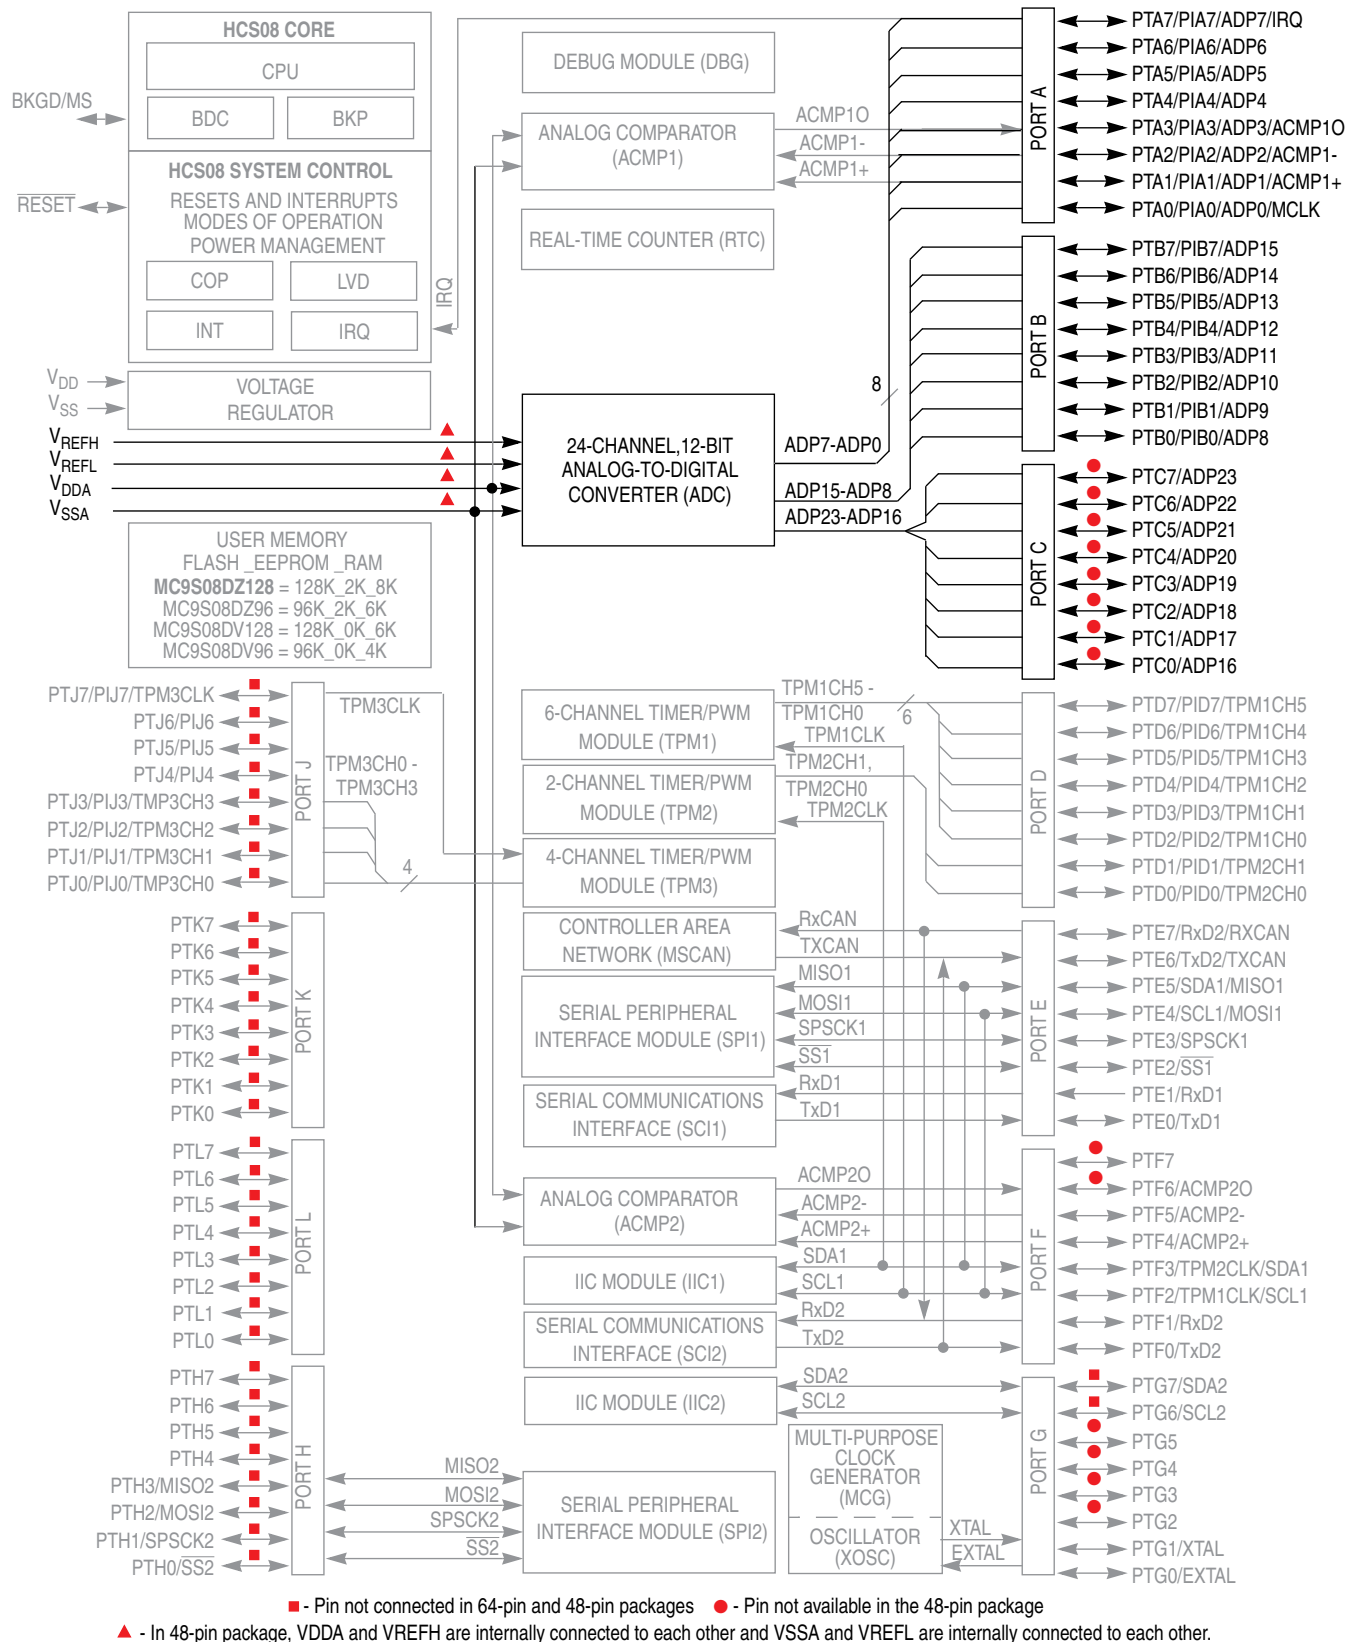 HCS08 CORE
CPU
BDC
BKP
BKGD/MS
HCS08 SYSTEM CONTROL
RESETS AND INTERRUPTS
MODES OF OPERATION
POWER MANAGEMENT
COP
LVD
INT
IRQ
RESET
IRQ
VDD
VSS
VOLTAGE
REGULATOR
VREFH
VREFL
VDDA
VSSA
USER MEMORY
FLASH _EEPROM _RAM
MC9S08DZ128 = 128K_2K_8K
MC9S08DZ96 = 96K_2K_6K
MC9S08DV128 = 128K_0K_6K
MC9S08DV96 = 96K_0K_4K
DEBUG MODULE (DBG)
ANALOG COMPARATOR
(ACMP1)
ACMP1O
ACMP1-
ACMP1+
REAL-TIME COUNTER (RTC)
24-CHANNEL,12-BIT
ANALOG-TO-DIGITAL
CONVERTER (ADC)
8
ADP7-ADP0
ADP15-ADP8
ADP23-ADP16
PORT A
PTA7/PIA7/ADP7/IRQ
PTA6/PIA6/ADP6
PTA5/PIA5/ADP5
PTA4/PIA4/ADP4
PTA3/PIA3/ADP3/ACMP1O
PTA2/PIA2/ADP2/ACMP1-
PTA1/PIA1/ADP1/ACMP1+
PTA0/PIA0/ADP0/MCLK
PORT B
PTB7/PIB7/ADP15
PTB6/PIB6/ADP14
PTB5/PIB5/ADP13
PTB4/PIB4/ADP12
PTB3/PIB3/ADP11
PTB2/PIB2/ADP10
PTB1/PIB1/ADP9
PTB0/PIB0/ADP8
PORT C
PTC7/ADP23
PTC6/ADP22
PTC5/ADP21
PTC4/ADP20
PTC3/ADP19
PTC2/ADP18
PTC1/ADP17
PTC0/ADP16
PTJ7/PIJ7/TPM3CLK
PTJ6/PIJ6
PTJ5/PIJ5
PTJ4/PIJ4
PTJ3/PIJ3/TMP3CH3
PTJ2/PIJ2/TPM3CH2
PTJ1/PIJ1/TPM3CH1
PTJ0/PIJ0/TMP3CH0
PORT J
TPM3CLK
TPM3CH0 -
TPM3CH3
4
6-CHANNEL TIMER/PWM
MODULE (TPM1)
TPM1CH5 -
TPM1CH0
6
TPM1CLK
2-CHANNEL TIMER/PWM
MODULE (TPM2)
TPM2CH1,
TPM2CH0
TPM2CLK
4-CHANNEL TIMER/PWM
MODULE (TPM3)
PORT D
PTD7/PID7/TPM1CH5
PTD6/PID6/TPM1CH4
PTD5/PID5/TPM1CH3
PTD4/PID4/TPM1CH2
PTD3/PID3/TPM1CH1
PTD2/PID2/TPM1CH0
PTD1/PID1/TPM2CH1
PTD0/PID0/TPM2CH0
PTK7
PTK6
PTK5
PTK4
PTK3
PTK2
PTK1
PTK0
PORT K
CONTROLLER AREA
NETWORK (MSCAN)
RxCAN
TXCAN
SERIAL PERIPHERAL
INTERFACE MODULE (SPI1)
MISO1
MOSI1
SPSCK1
SS1
SERIAL COMMUNICATIONS
INTERFACE (SCI1)
RxD1
TxD1
PORT E
PTE7/RxD2/RXCAN
PTE6/TxD2/TXCAN
PTE5/SDA1/MISO1
PTE4/SCL1/MOSI1
PTE3/SPSCK1
PTE2/SS1
PTE1/RxD1
PTE0/TxD1
PTL7
PTL6
PTL5
PTL4
PTL3
PTL2
PTL1
PTL0
PORT L
ANALOG COMPARATOR
(ACMP2)
ACMP2O
ACMP2-
ACMP2+
IIC MODULE (IIC1)
SDA1
SCL1
SERIAL COMMUNICATIONS
INTERFACE (SCI2)
RxD2
TxD2
PORT F
PTF7
PTF6/ACMP2O
PTF5/ACMP2-
PTF4/ACMP2+
PTF3/TPM2CLK/SDA1
PTF2/TPM1CLK/SCL1
PTF1/RxD2
PTF0/TxD2
PTH7
PTH6
PTH5
PTH4
PTH3/MISO2
PTH2/MOSI2
PTH1/SPSCK2
PTH0/SS2
PORT H
MISO2
MOSI2
SPSCK2
SS2
IIC MODULE (IIC2)
SDA2
SCL2
SERIAL PERIPHERAL
INTERFACE MODULE (SPI2)
MULTI-PURPOSE
CLOCK
GENERATOR
(MCG)
OSCILLATOR
(XOSC)
XTAL
EXTAL
PORT G
PTG7/SDA2
PTG6/SCL2
PTG5
PTG4
PTG3
PTG2
PTG1/XTAL
PTG0/EXTAL
- Pin not connected in 64-pin and 48-pin packages
- Pin not available in the 48-pin package
- In 48-pin package, VDDA and VREFH are internally connected to each other and VSSA and VREFL are internally connected to each other.